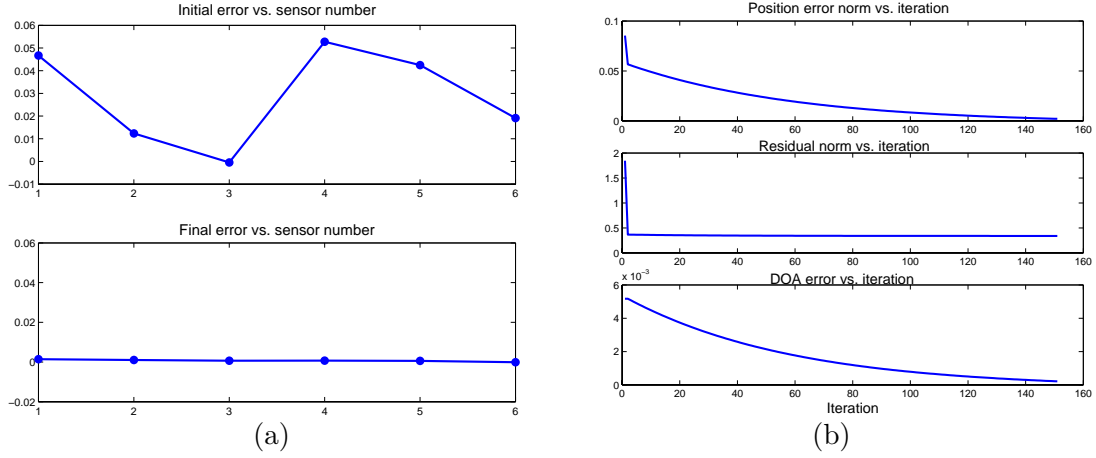 Initial error vs. sensor number
0.06
0.05
0.04
0.03
0.02
0.01
0
−0.01
1 2 3 4 5 6
Final error vs. sensor number
0.06
0.04
0.02
0
−0.02
1 2 3 4 5 6
(a)
Position error norm vs. iteration
0.1
0.05
0
0 20 40 60 80 100 120 140 160
Residual norm vs. iteration
2
1.5
1
0.5
0
0 20 40 60 80 100 120 140 160
x 10⁻³
DOA error vs. iteration
6
4
2
0
0 20 40 60 80 100 120 140 160
Iteration
(b)